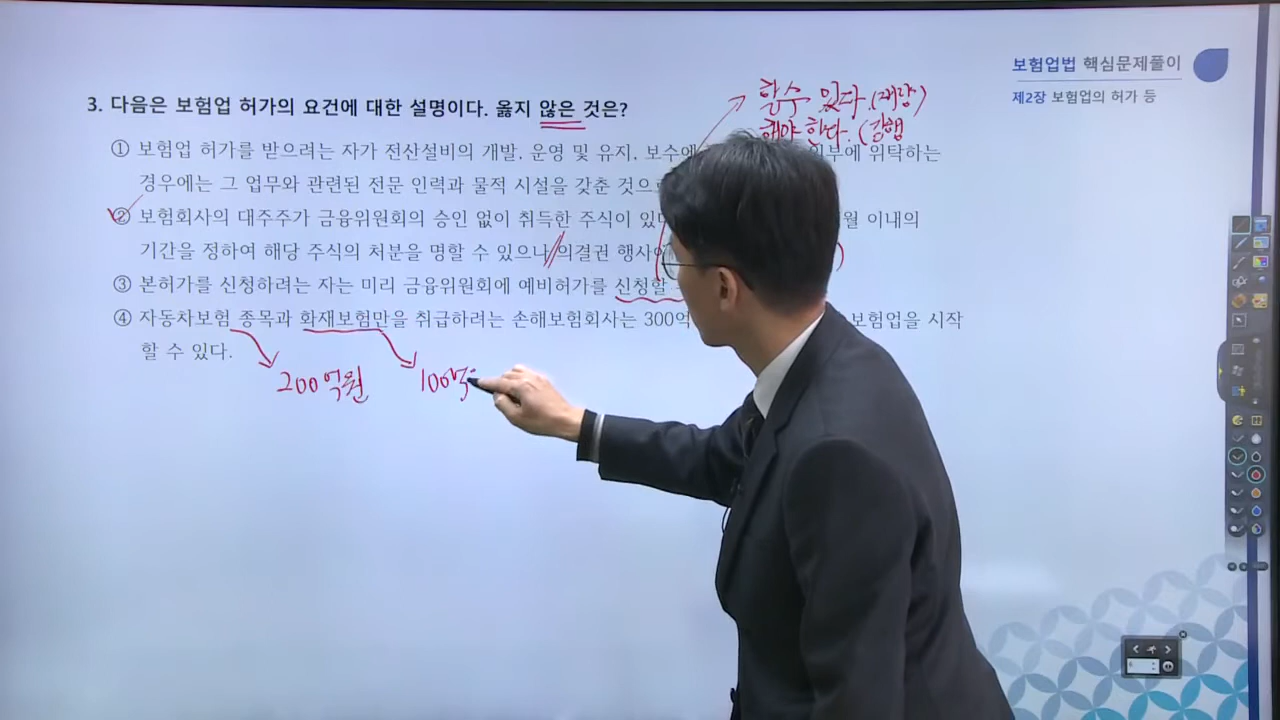 보험업법 핵심문제풀이
제2장 보험업의 허가 등
할수 있다.(재량)
해야 한다.(강행
3. 다음은 보험업 허가의 요건에 대한 설명이다. 옳지 않은 것은?
① 보험업 허가를 받으려는 자가 전산설비의 개발, 운영 및 유지, 보수에 외부에 위탁하는
경우에는 그 업무와 관련된 전문 인력과 물적 시설을 갖춘 것으
② 보험회사의 대주주가 금융위원회의 승인 없이 취득한 주식이 월 이내의
기간을 정하여 해당 주식의 처분을 명할 수 있으나 의결권
③ 본허가를 신청하려는 자는 미리 금융위원회에 예비허가를 신청할
④ 자동차보험 종목과 화재보험만을 취급하려는 손해보험회사는 300억 보험업을 시작
할 수 있다.
200억원
100억